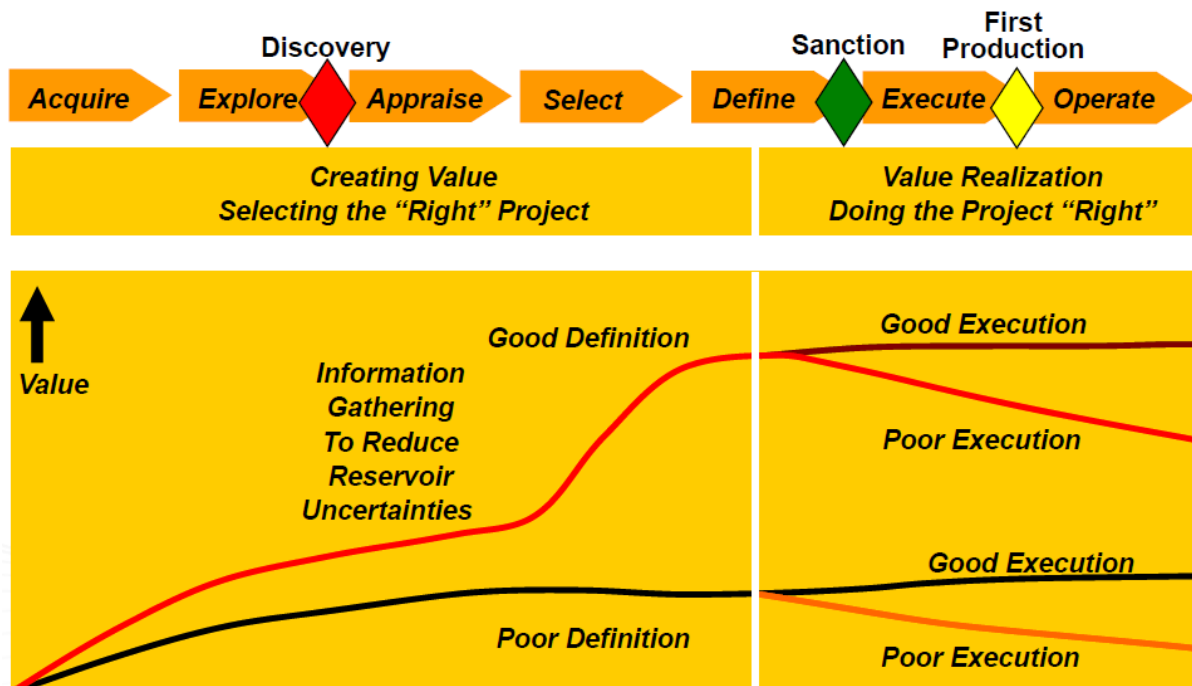 Discovery
Sanction
First
Production
Acquire
Explore
Appraise
Select
Define
Execute
Operate
Creating Value
Selecting the “Right” Project
Value Realization
Doing the Project “Right”
Value
Good Definition
Information
Gathering
To Reduce
Reservoir
Uncertainties
Poor Definition
Good Execution
Poor Execution
Good Execution
Poor Execution